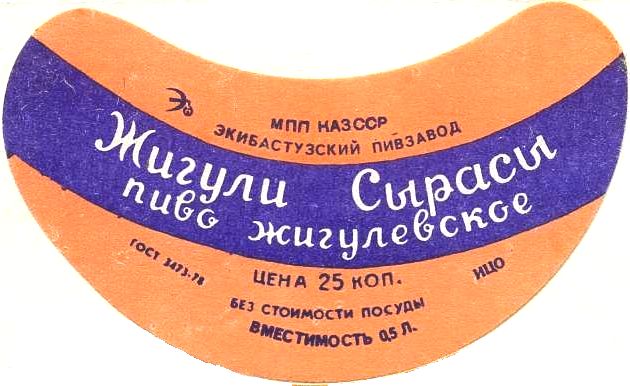 МПП КАЗССР
ЭКИБАСТУЗСКИЙ ПИВЗАВОД
Жигули Сырасы
пиво жигулевское
ГОСТ 3473-78
ЦЕНА 25 КОП.
ИЦО
БЕЗ СТОИМОСТИ ПОСУДЫ
ВМЕСТИМОСТЬ 0,5 Л.